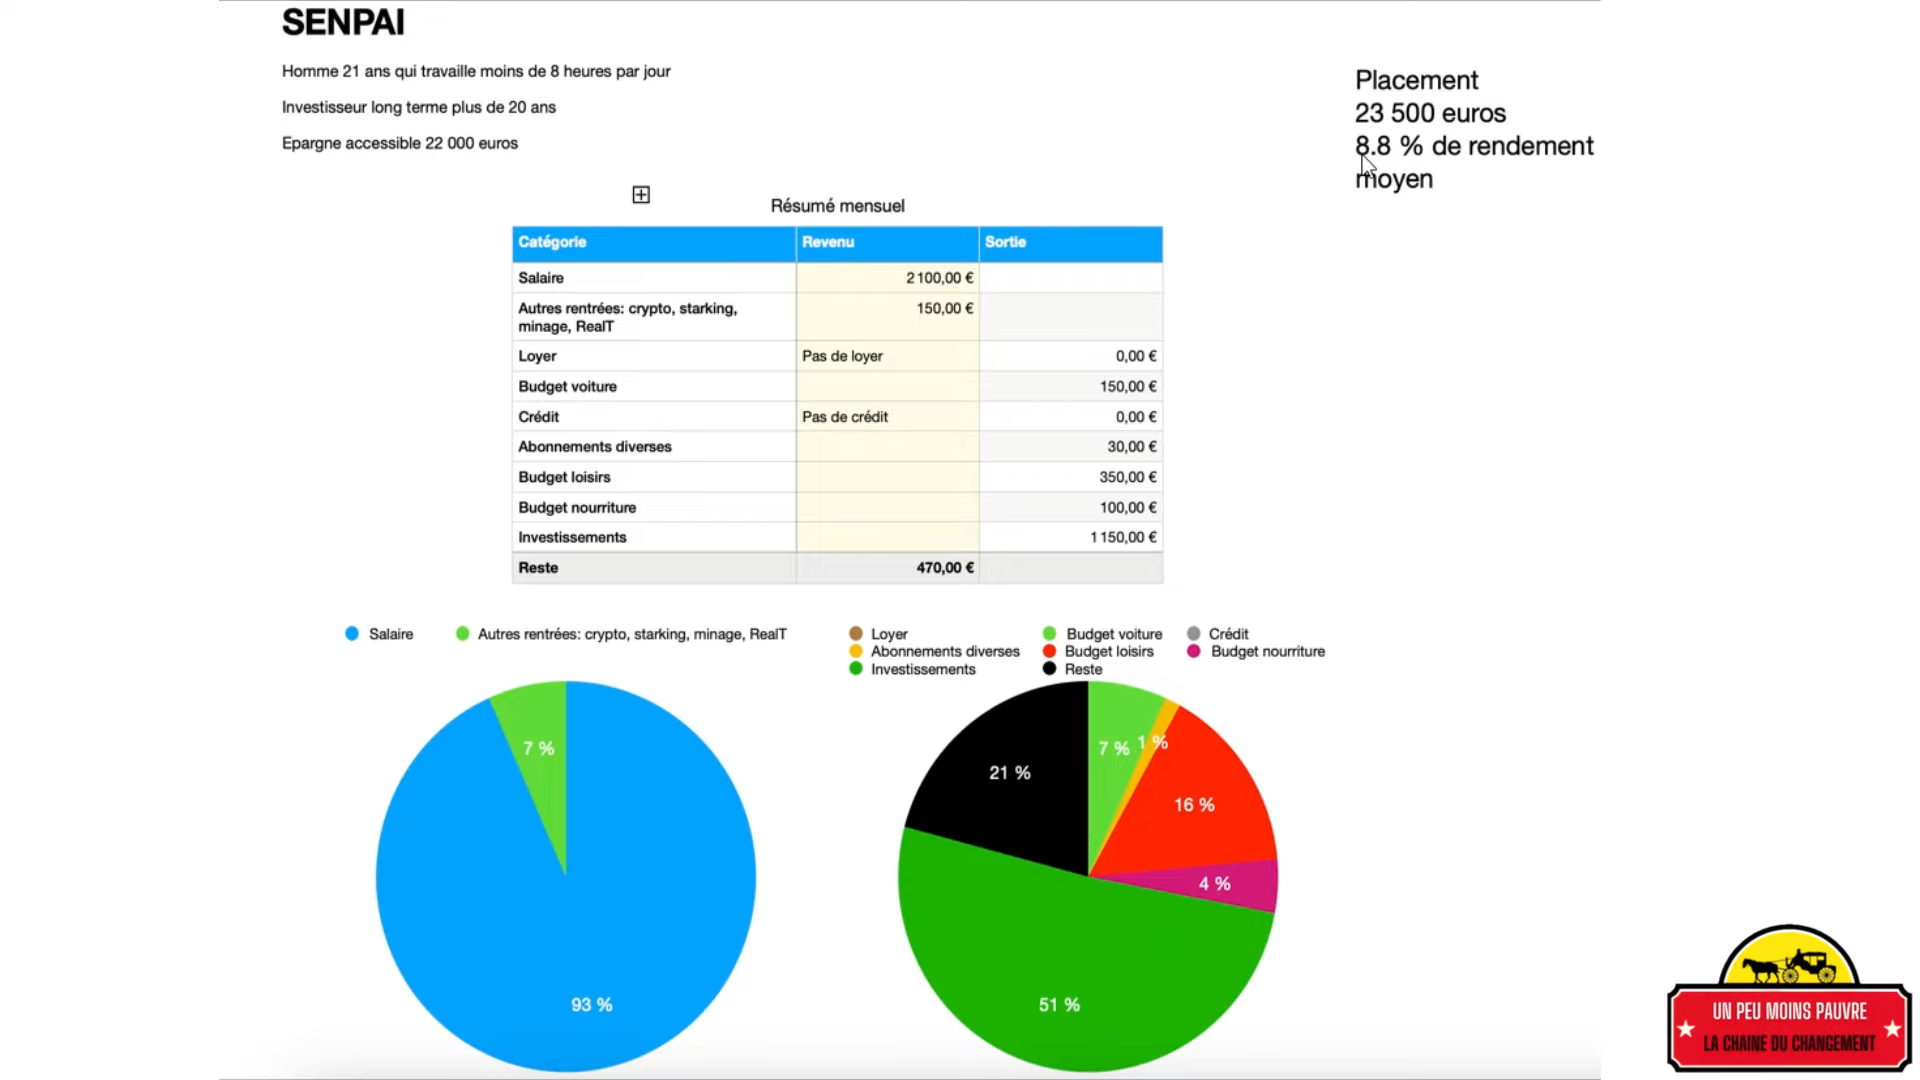 SENPAI
Homme 21 ans qui travaille moins de 8 heures par jour
Investisseur long terme plus de 20 ans
Epargne accessible 22 000 euros
Placement
23 500 euros
8.8 % de rendement
moyen
Résumé mensuel
Catégorie Revenu Sortie
Salaire 2 100,00 €
Autres rentrées: crypto, starking, 150,00 €
minage, RealT
Loyer Pas de loyer 0,00 €
Budget voiture 150,00 €
Crédit Pas de crédit 0,00 €
Abonnements diverses 30,00 €
Budget loisirs 350,00 €
Budget nourriture 100,00 €
Investissements 1 150,00 €
Reste 470,00 €
Salaire Autres rentrées: crypto, starking, minage, RealT
Loyer Budget voiture Crédit
Abonnements diverses Budget loisirs Budget nourriture
Investissements Reste
7 %
93 %
7 % 1 %
21 %
16 %
4 %
51 %
UN PEU MOINS PAUVRE
LA CHAINE DU CHANGEMENT